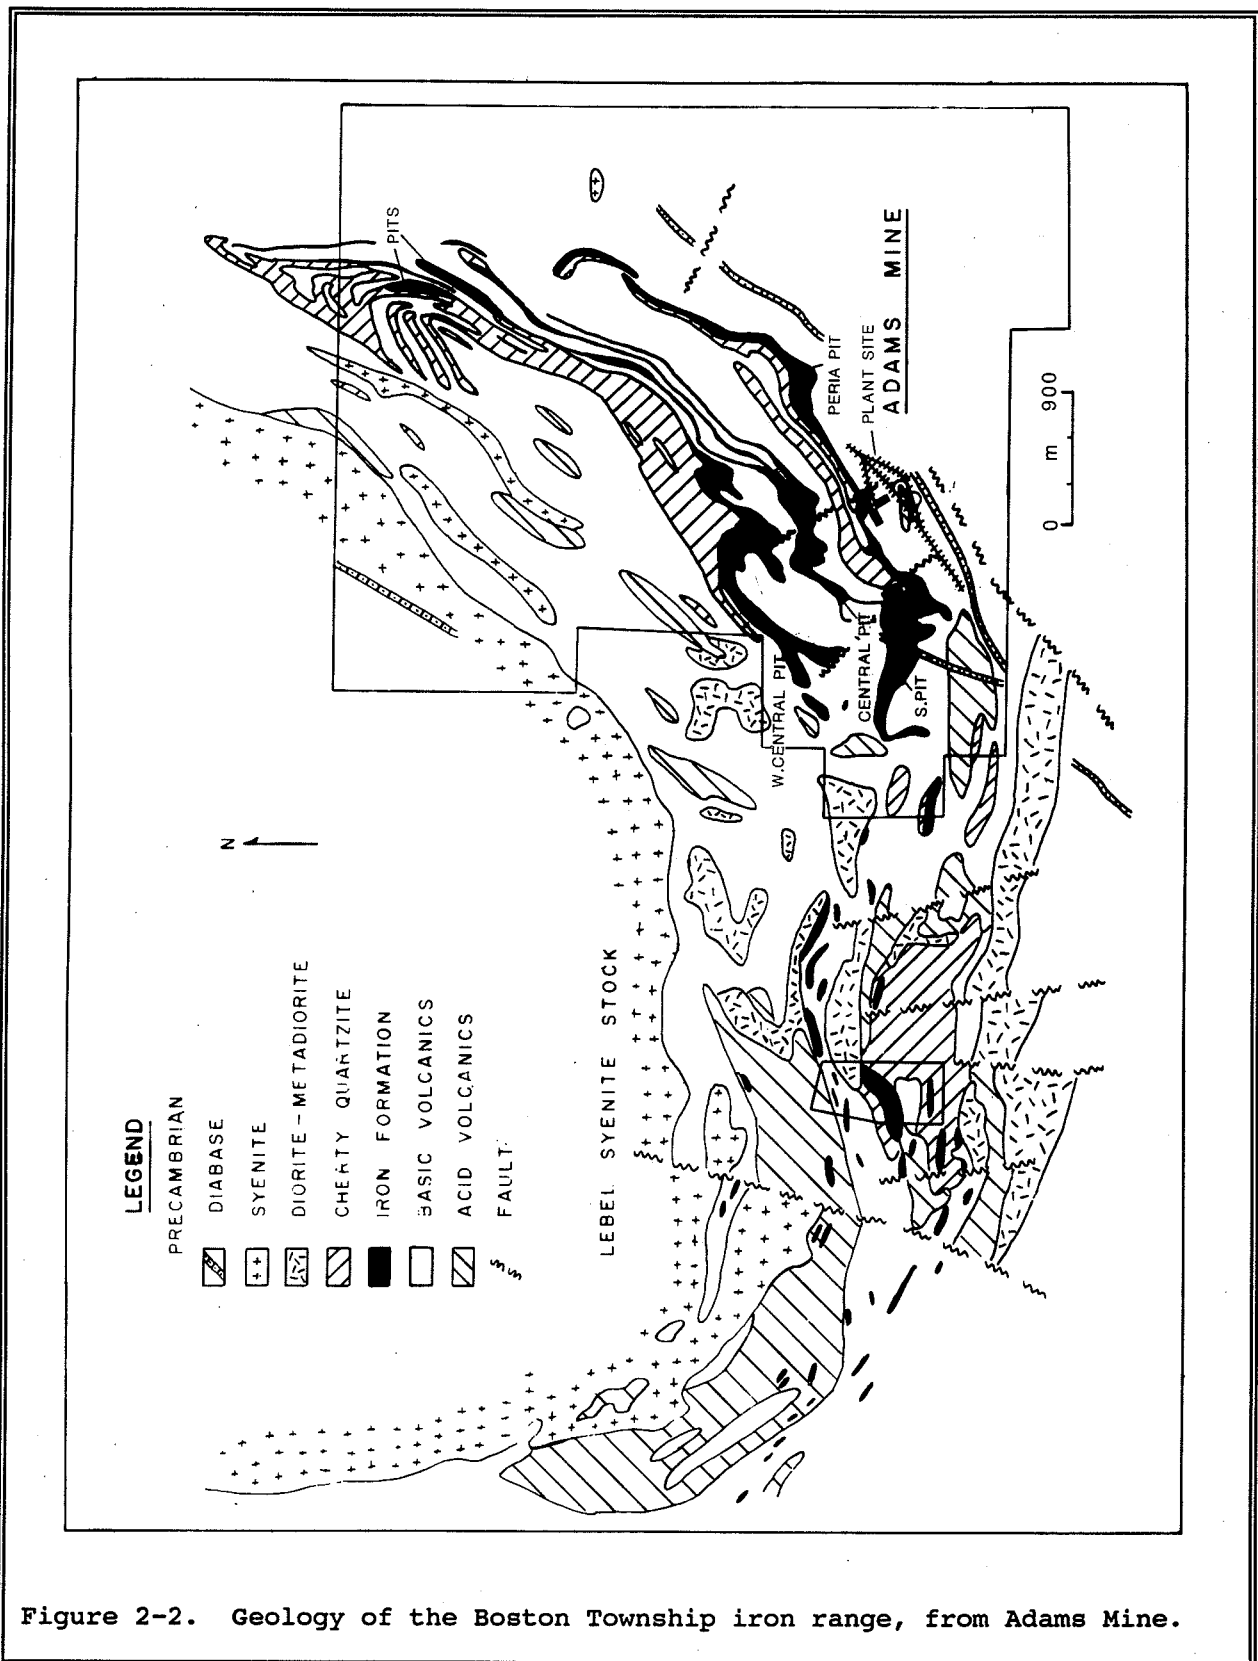 LEGEND
PRECAMBRIAN
DIABASE
SYENITE
DIORITE-METADIORITE
CHERTY QUARTZITE
IRON FORMATION
BASIC VOLCANICS
ACID VOLCANICS
FAULT
N
LEBEL SYENITE STOCK
PITS
W. CENTRAL PIT
CENTRAL PIT
S. PIT
PERIA PIT
PLANT SITE
ADAMS MINE
0 m 900
Figure 2-2. Geology of the Boston Township iron range, from Adams Mine.